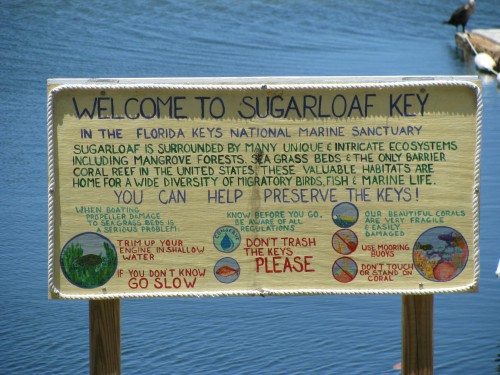 WELCOME TO SUGARLOAF KEY
IN THE FLORIDA KEYS NATIONAL MARINE SANCTUARY
SUGARLOAF IS SURROUNDED BY MANY UNIQUE & INTRICATE ECOSYSTEMS
INCLUDING MANGROVE FORESTS. SEA GRASS BEDS & THE ONLY BARRIER
CORAL REEF IN THE UNITED STATES. THESE VALUABLE HABITATS ARE
HOME FOR A WIDE DIVERSITY OF MIGRATORY BIRDS, FISH & MARINE LIFE.
YOU CAN HELP PRESERVE THE KEYS!
WHEN BOATING
PROPELLER DAMAGE
TO SEA GRASS BEDS IS
A SERIOUS PROBLEM.
TRIM UP YOUR
ENGINE IN SHALLOW
WATER
IF YOU DON'T KNOW
GO SLOW
KNOW BEFORE YOU GO.
BE AWARE OF ALL
REGULATIONS.
DON'T TRASH
THE KEYS
PLEASE
OUR BEAUTIFUL CORALS
ARE VERY FRAGILE
& EASILY
DAMAGED
USE MOORING
BUOYS
DON'T TOUCH
OR STAND ON
CORAL